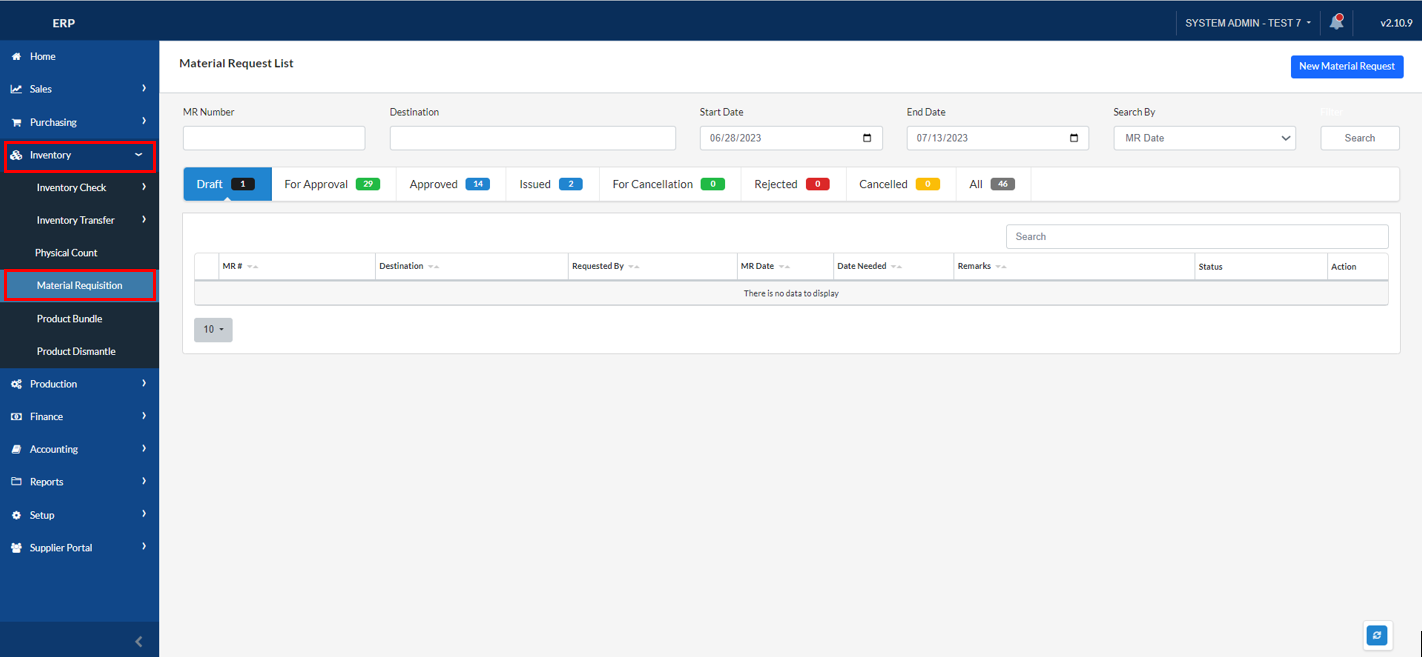 ERP
SYSTEM ADMIN - TEST 7
v2.10.9
Home
Sales
Purchasing
Inventory
Inventory Check
Inventory Transfer
Physical Count
Material Requisition
Product Bundle
Product Dismantle
Production
Finance
Accounting
Reports
Setup
Supplier Portal
Material Request List
New Material Request
MR Number Destination Start Date End Date Search By Filter
06/28/2023 07/13/2023 MR Date Search
Draft 1 For Approval 29 Approved 14 Issued 2 For Cancellation 0 Rejected 0 Cancelled 0 All 46
Search
MR # Destination Requested By MR Date Date Needed Remarks Status Action
There is no data to display
10